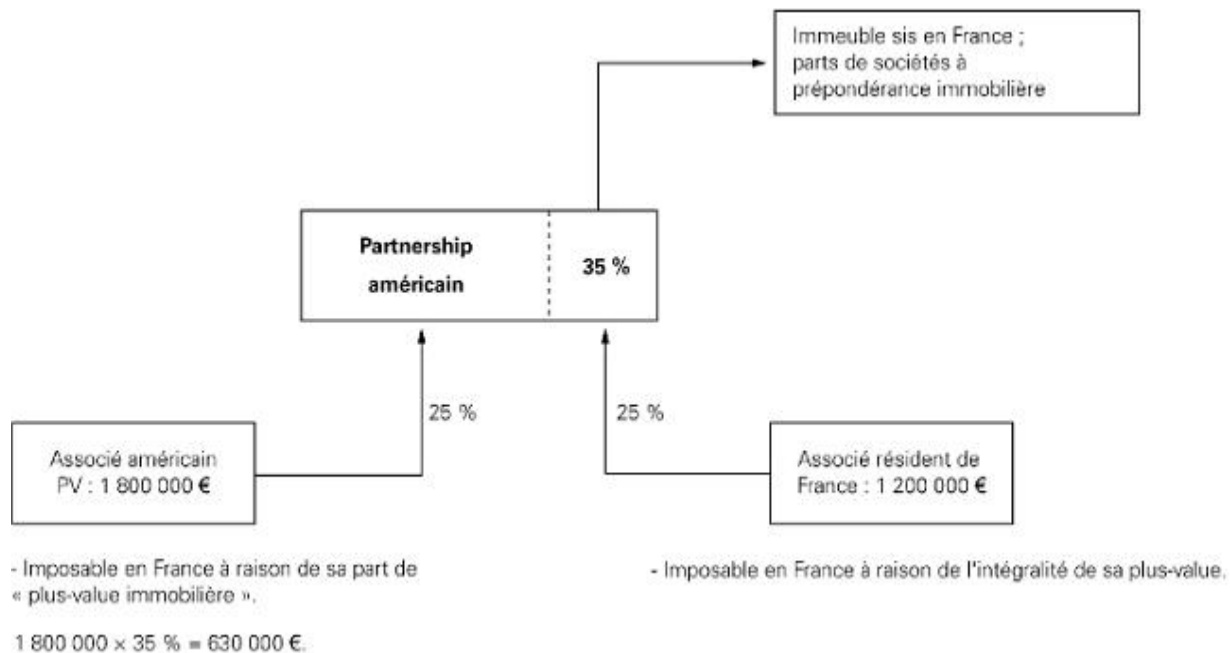 Immeuble sis en France ;
parts de sociétés à
prépondérance immobilière
Partnership
américain
35 %
25 %
25 %
Associé américain
PV : 1 800 000 €
Associé résident de
France : 1 200 000 €
- Imposable en France à raison de sa part de
« plus-value immobilière ».
- Imposable en France à raison de l'intégralité de sa plus-value.
1 800 000 × 35 % = 630 000 €.